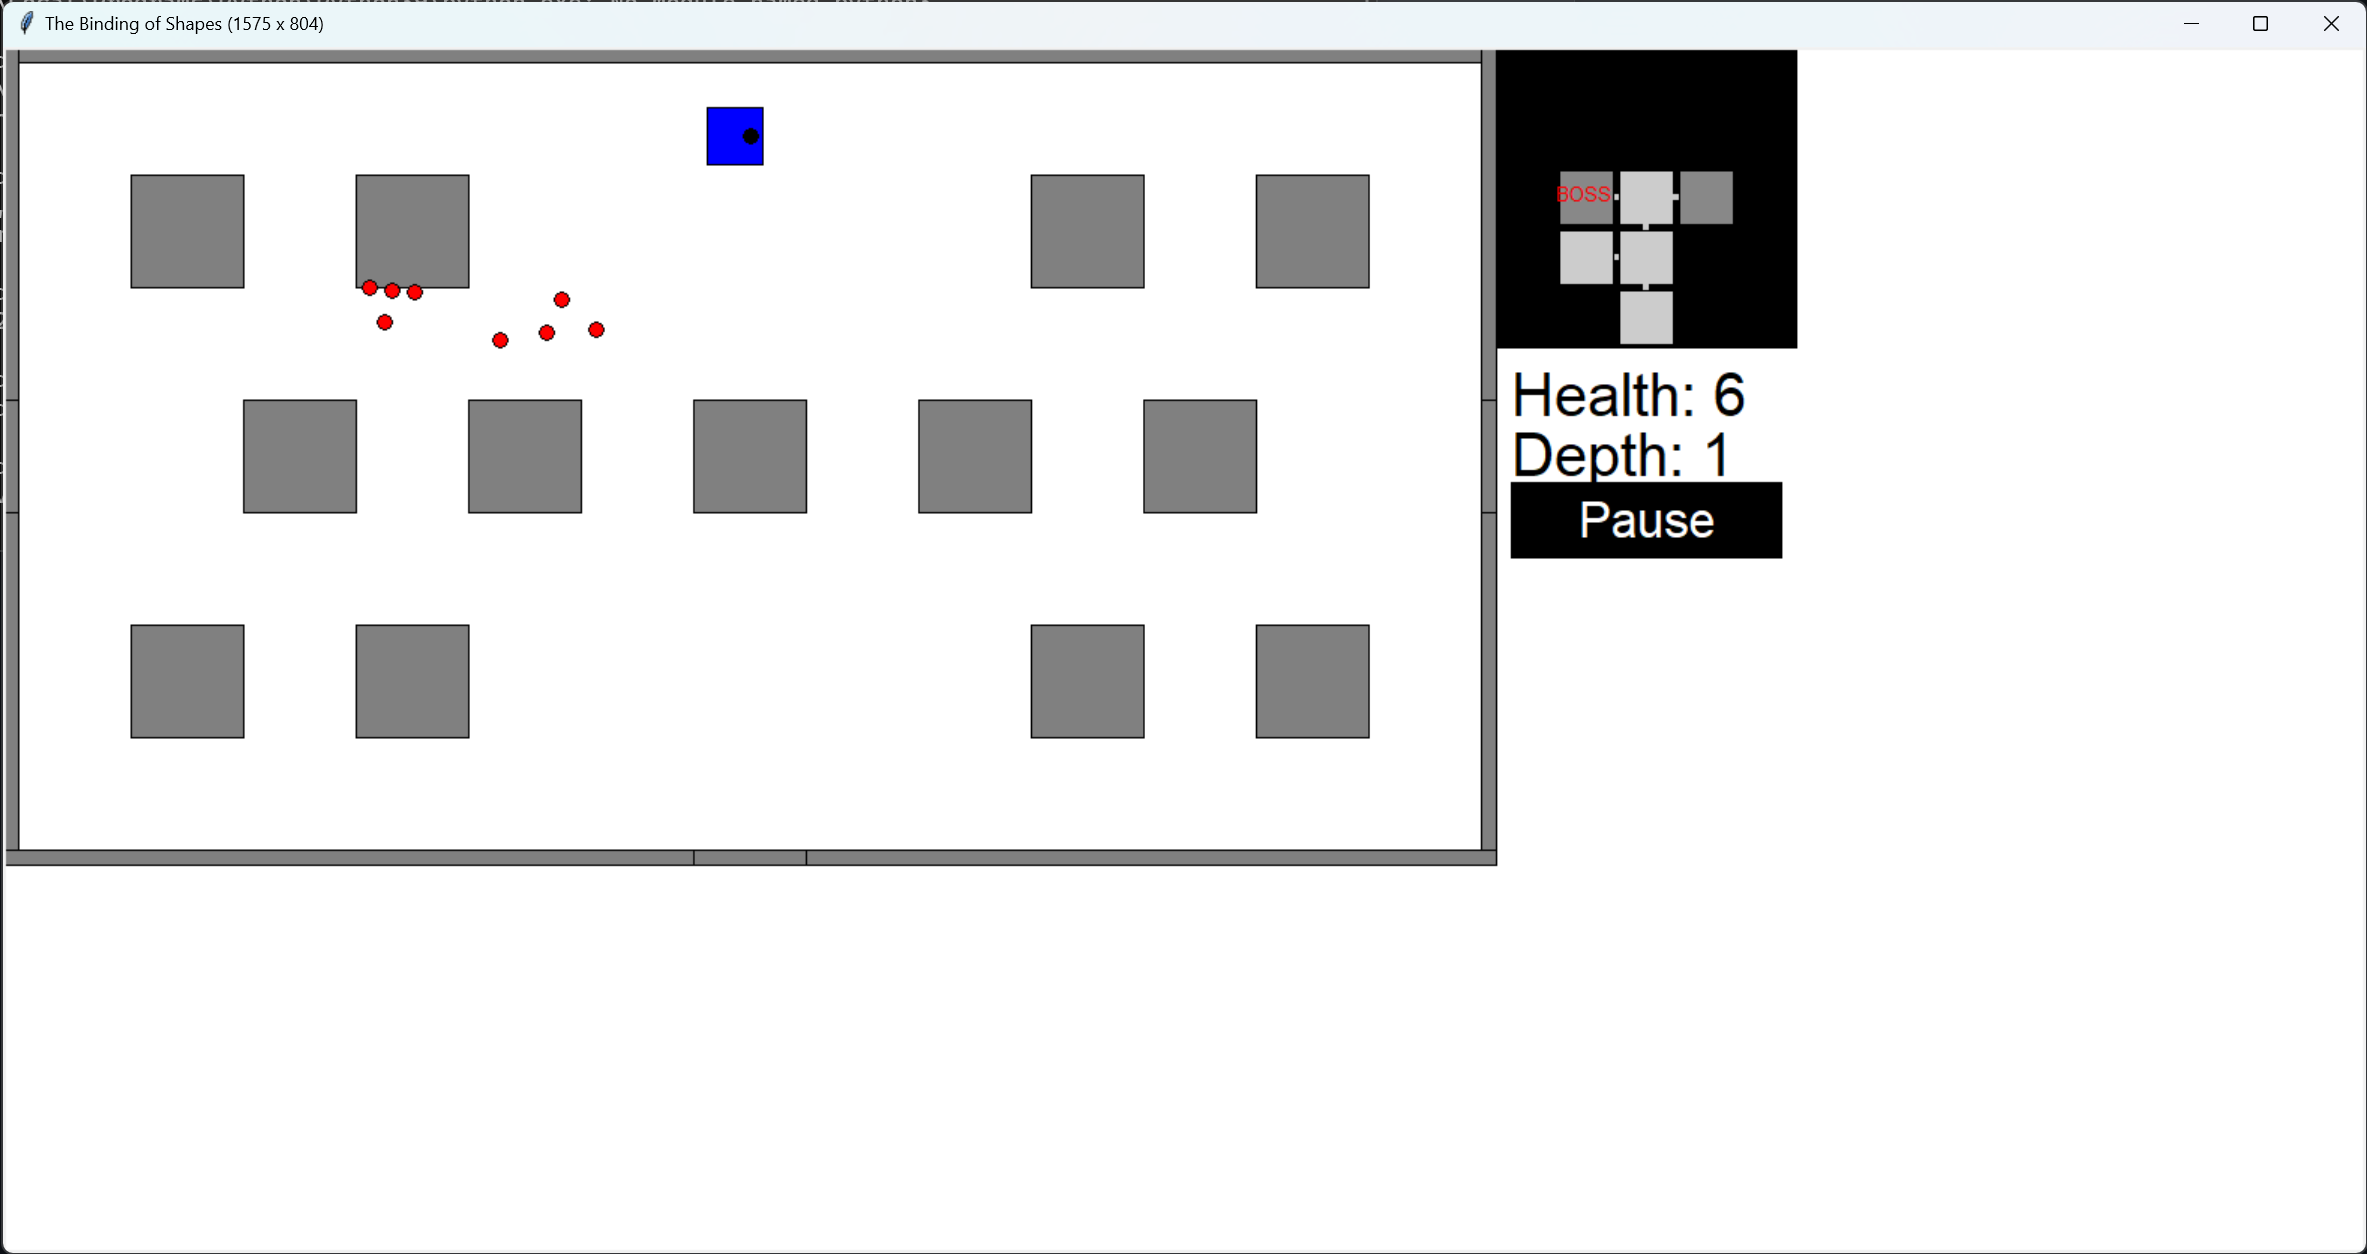 The Binding of Shapes (1575 x 804)
BOSS
Health: 6
Depth: 1
Pause